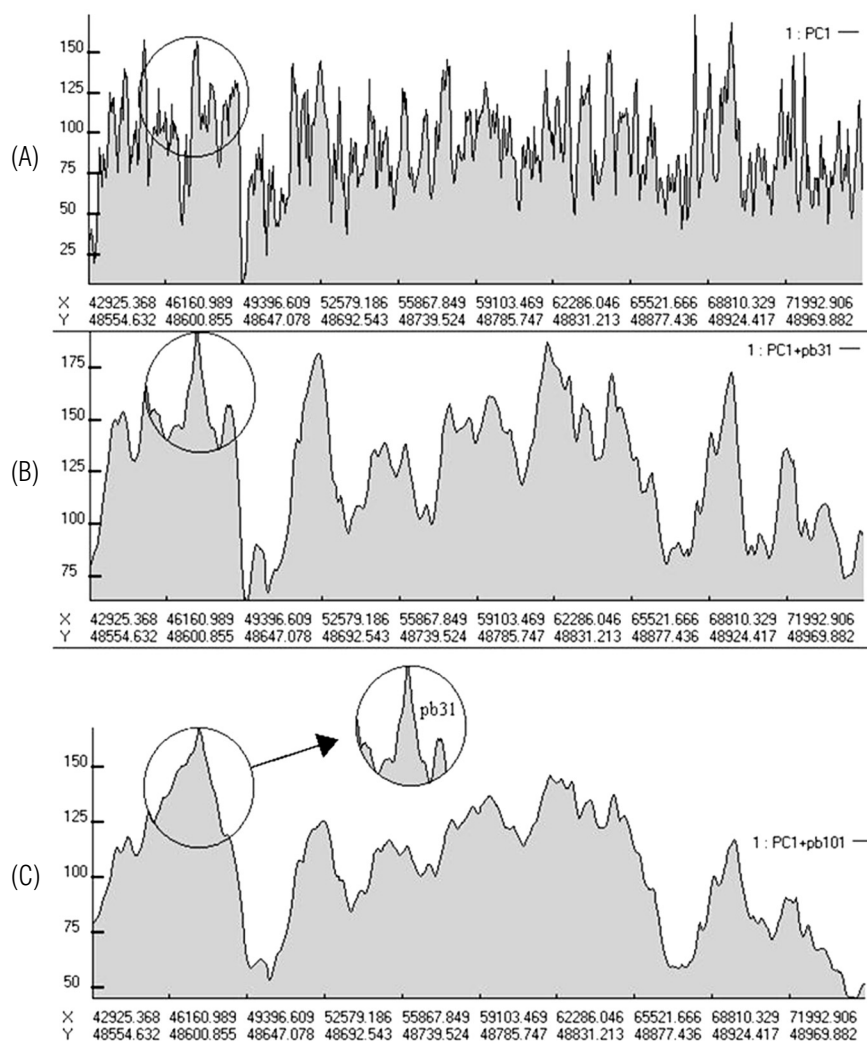 150
1 : PC1
125
(A)
100
75
50
25
X 42925.368 46160.989 49396.609 52579.186 55867.849 59103.469 62286.046 65521.666 68810.329 71992.906
Y 48554.632 48600.855 48647.078 48692.543 48739.524 48785.747 48831.213 48877.436 48924.417 48969.882
1 : PC1+pb31
175
150
125
(B)
100
75
X 42925.368 46160.989 49396.609 52579.186 55867.849 59103.469 62286.046 65521.666 68810.329 71992.906
Y 48554.632 48600.855 48647.078 48692.543 48739.524 48785.747 48831.213 48877.436 48924.417 48969.882
pb31
150
125
1 : PC1+pb101
100
(C)
75
50
X 42925.368 46160.989 49396.609 52579.186 55867.849 59103.469 62286.046 65521.666 68810.329 71992.906
Y 48554.632 48600.855 48647.078 48692.543 48739.524 48785.747 48831.213 48877.436 48924.417 48969.882